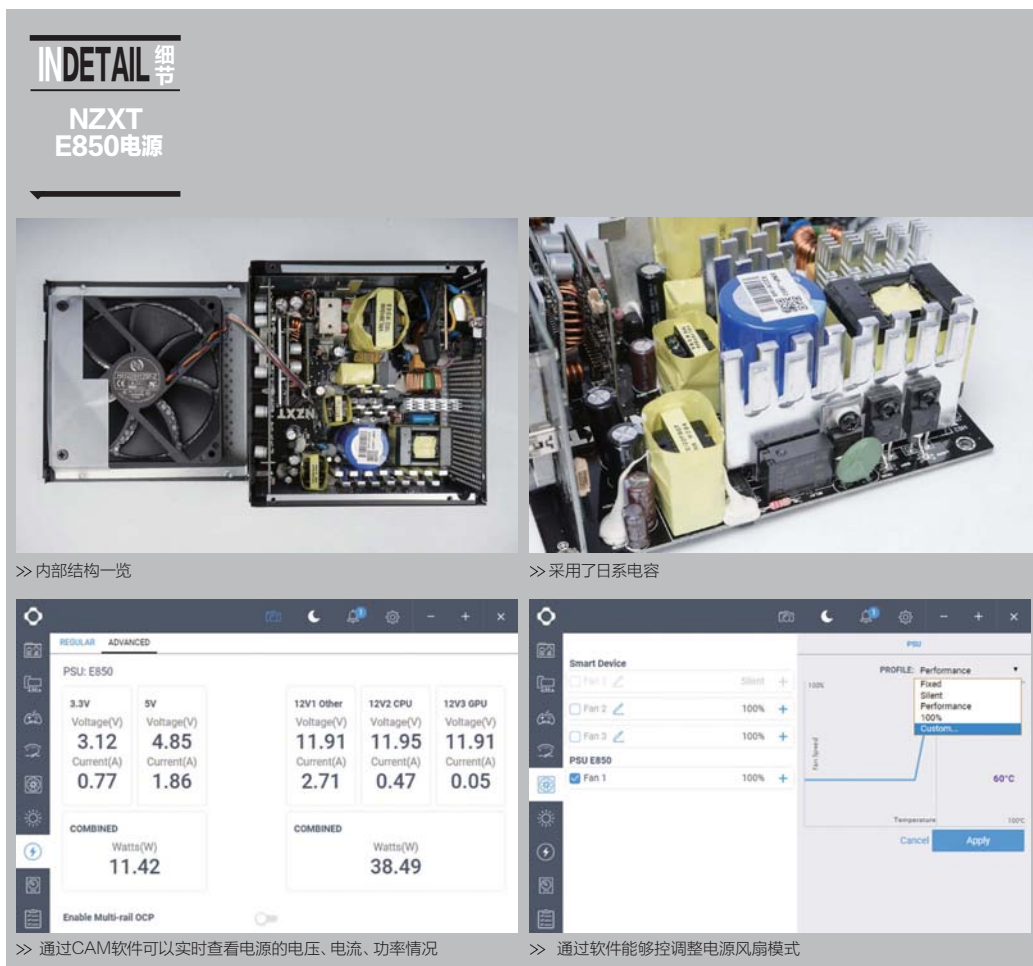 INDETAIL 细节
NZXT
E850电源
NZXT
>> 内部结构一览
>> 采用了日系电容
REGULAR ADVANCED
PSU: E850
3.3V
Voltage(V)
3.12
Current(A)
0.77
5V
Voltage(V)
4.85
Current(A)
1.86
12V1 Other
Voltage(V)
11.91
Current(A)
2.71
12V2 CPU
Voltage(V)
11.95
Current(A)
0.47
12V3 GPU
Voltage(V)
11.91
Current(A)
0.05
COMBINED
Watts(W)
11.42
COMBINED
Watts(W)
38.49
Enable Multi-rail OCP
>> 通过CAM软件可以实时查看电源的电压、电流、功率情况
1
Smart Device
Fan 1 Silent +
Fan 2 100% +
Fan 3 100% +
PSU E850
Fan 1 100% +
PSU
PROFILE: Performance
Fixed
Silent
Performance
100%
Custom...
100%
Fan Speed
60°C
Temperature
100°C
Cancel Apply
>> 通过软件能够控调整电源风扇模式